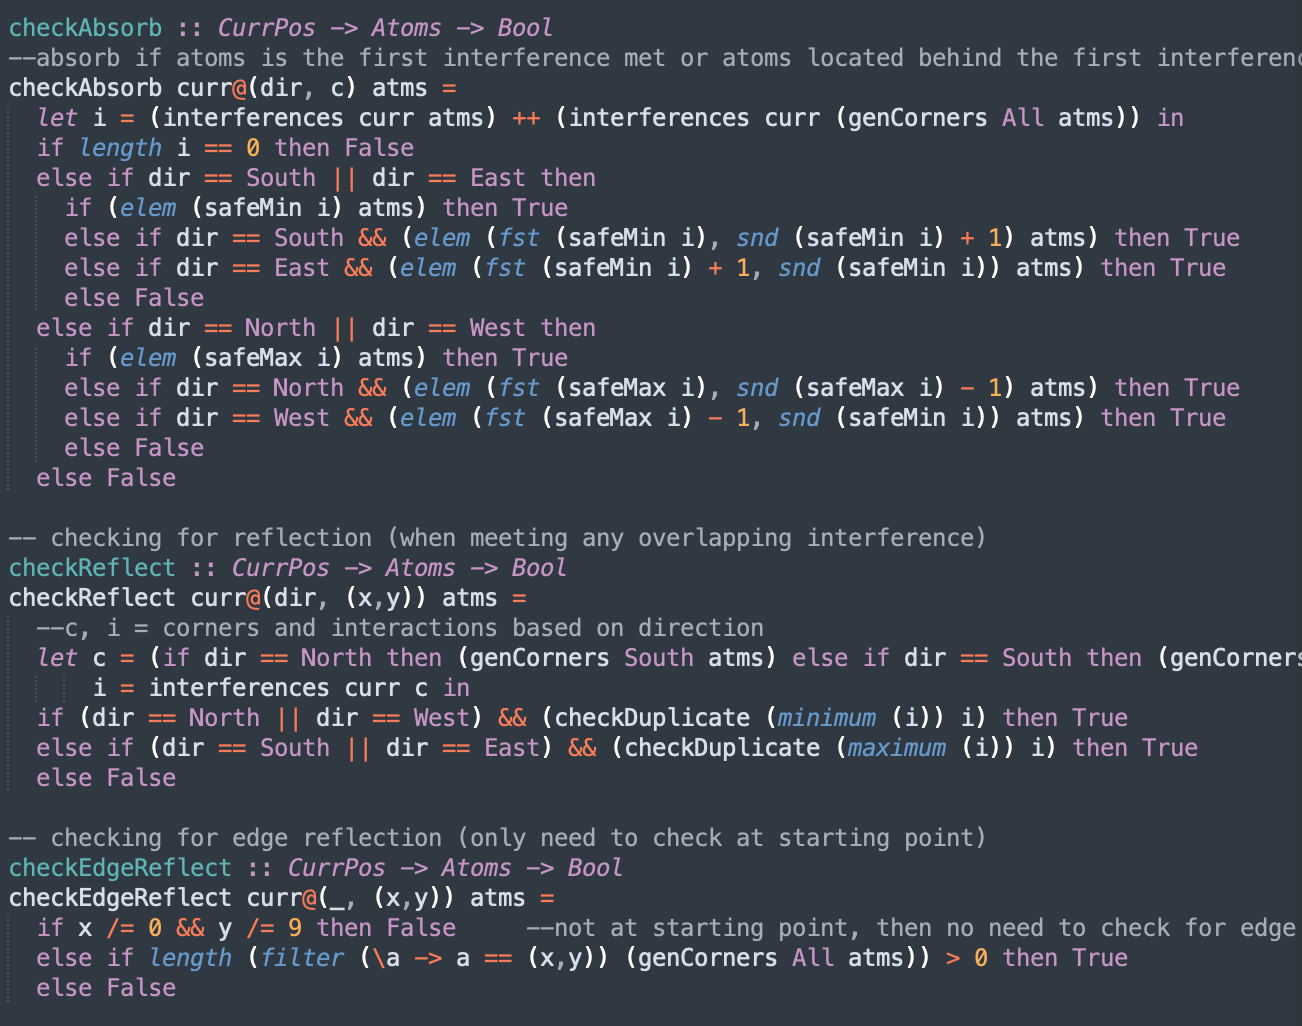 checkAbsorb :: CurrPos -> Atoms -> Bool
--absorb if atoms is the first interference met or atoms located behind the first
checkAbsorb curr@(dir, c) atms =
  let i = (interferences curr atms) ++ (interferences curr (genCorners All atms)) in
  if length i == 0 then False
  else if dir == South || dir == East then
    if (elem (safeMin i) atms) then True
    else if dir == South && (elem (fst (safeMin i), snd (safeMin i) + 1) atms) then True
    else if dir == East && (elem (fst (safeMin i) + 1, snd (safeMin i)) atms) then True
    else False
  else if dir == North || dir == West then
    if (elem (safeMax i) atms) then True
    else if dir == North && (elem (fst (safeMax i), snd (safeMax i) - 1) atms) then True
    else if dir == West && (elem (fst (safeMax i) - 1, snd (safeMin i)) atms) then True
    else False
  else False
-- checking for reflection (when meeting any overlapping interference)
checkReflect :: CurrPos -> Atoms -> Bool
checkReflect curr@(dir, (x,y)) atms =
  --c, i = corners and interactions based on direction
  let c = (if dir == North then (genCorners South atms) else if dir == South then (genCorners
      i = interferences curr c in
  if (dir == North || dir == West) && (checkDuplicate (minimum (i)) i) then True
  else if (dir == South || dir == East) && (checkDuplicate (maximum (i)) i) then True
  else False
-- checking for edge reflection (only need to check at starting point)
checkEdgeReflect :: CurrPos -> Atoms -> Bool
checkEdgeReflect curr@(_, (x,y)) atms =
  if x /= 0 && y /= 9 then False     --not at starting point, then no need to check for edge
  else if length (filter (\a -> a == (x,y)) (genCorners All atms)) > 0 then True
  else False